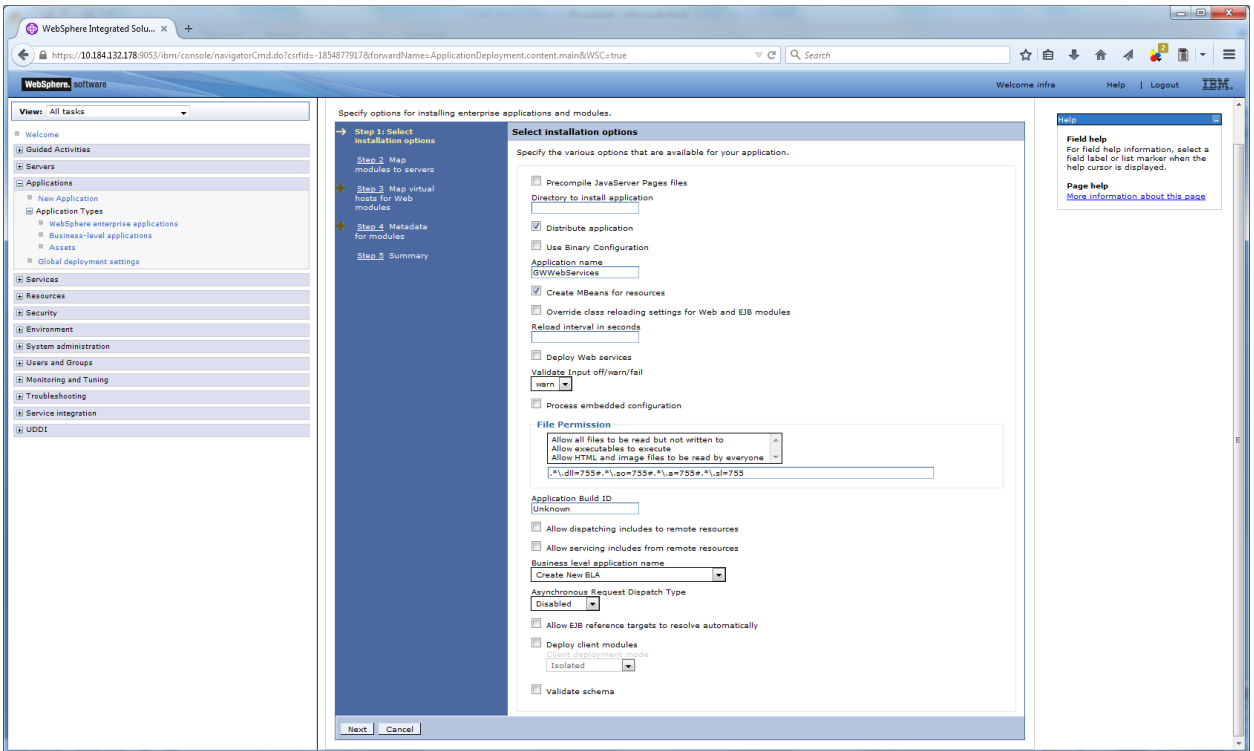 WebSphere Integrated Solu... × +
https://10.184.132.178:9053/ibm/console/navigatorCmd.do?csrfid=-1854877917&forwardName=ApplicationDeployment.content.main&WSC=true
Search
2
WebSphere. software
Welcome infra
Help | Logout
IBM.
View: All tasks
Welcome
Guided Activities
Servers
Applications
New Application
Application Types
WebSphere enterprise applications
Business-level applications
Assets
Global deployment settings
Services
Resources
Security
Environment
System administration
Users and Groups
Monitoring and Tuning
Troubleshooting
Service integration
UDDI
Specify options for installing enterprise applications and modules.
Step 1: Select
installation options
Step 2 Map
modules to servers
Step 3 Map virtual
hosts for Web
modules
Step 4 Metadata
for modules
Step 5 Summary
Select installation options
Specify the various options that are available for your application.
Precompile JavaServer Pages files
Directory to install application
Distribute application
Use Binary Configuration
Application name
GWWebServices
Create MBeans for resources
Override class reloading settings for Web and EJB modules
Reload interval in seconds
Deploy Web services
Validate Input off/warn/fail
warn
Process embedded configuration
File Permission
Allow all files to be read but not written to
Allow executables to execute
Allow HTML and image files to be read by everyone
.*\.dll=755#.*\.so=755#.*\.a=755#.*\.sl=755
Application Build ID
Unknown
Allow dispatching includes to remote resources
Allow servicing includes from remote resources
Business level application name
Create New BLA
Asynchronous Request Dispatch Type
Disabled
Allow EJB reference targets to resolve automatically
Deploy client modules
Client deployment mode
Isolated
Validate schema
Next Cancel
Help
Field help
For field help information, select a
field label or list marker when the
help cursor is displayed.
Page help
More information about this page